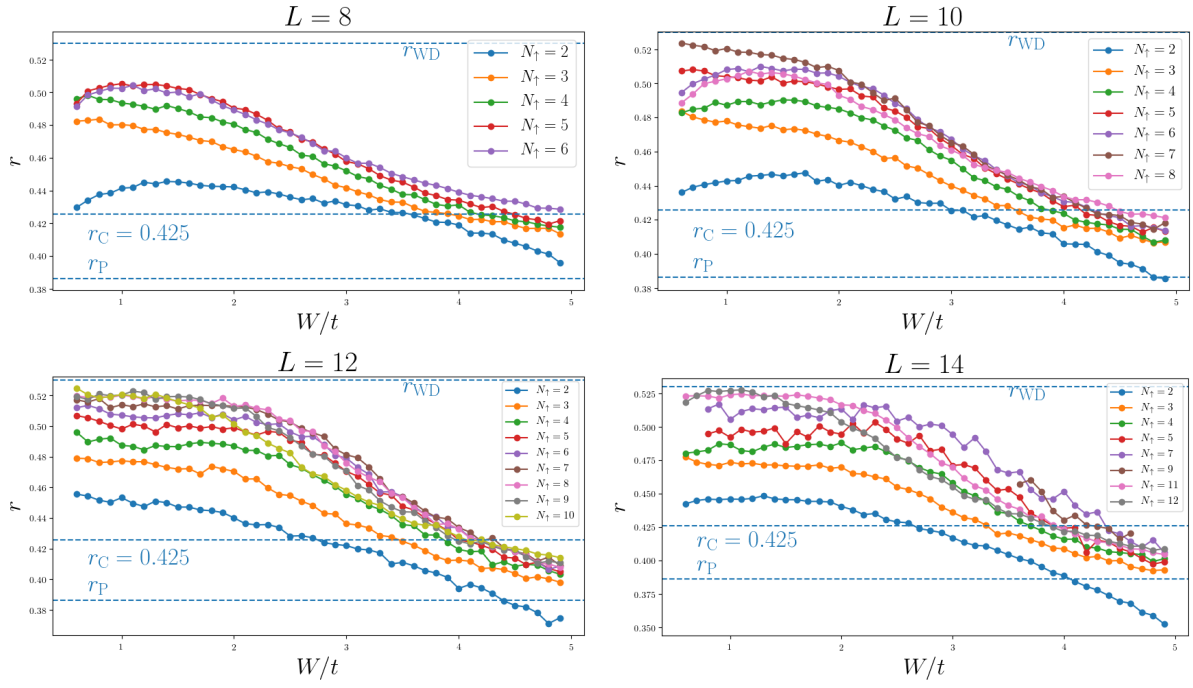 L = 8
r
0.52
0.50
0.48
0.46
0.44
0.42
0.40
0.38
r_WD
r_C = 0.425
r_P
N↑ = 2
N↑ = 3
N↑ = 4
N↑ = 5
N↑ = 6
1 2 3 4 5
W/t
L = 10
r
0.52
0.50
0.48
0.46
0.44
0.42
0.40
0.38
r_WD
r_C = 0.425
r_P
N↑ = 2
N↑ = 3
N↑ = 4
N↑ = 5
N↑ = 6
N↑ = 7
N↑ = 8
1 2 3 4 5
W/t
L = 12
r
0.52
0.50
0.48
0.46
0.44
0.42
0.40
0.38
r_WD
r_C = 0.425
r_P
N↑ = 2
N↑ = 3
N↑ = 4
N↑ = 5
N↑ = 6
N↑ = 7
N↑ = 8
N↑ = 9
N↑ = 10
1 2 3 4 5
W/t
L = 14
r
0.525
0.500
0.475
0.450
0.425
0.400
0.375
0.350
r_WD
r_C = 0.425
r_P
N↑ = 2
N↑ = 3
N↑ = 4
N↑ = 5
N↑ = 7
N↑ = 9
N↑ = 11
N↑ = 12
1 2 3 4 5
W/t